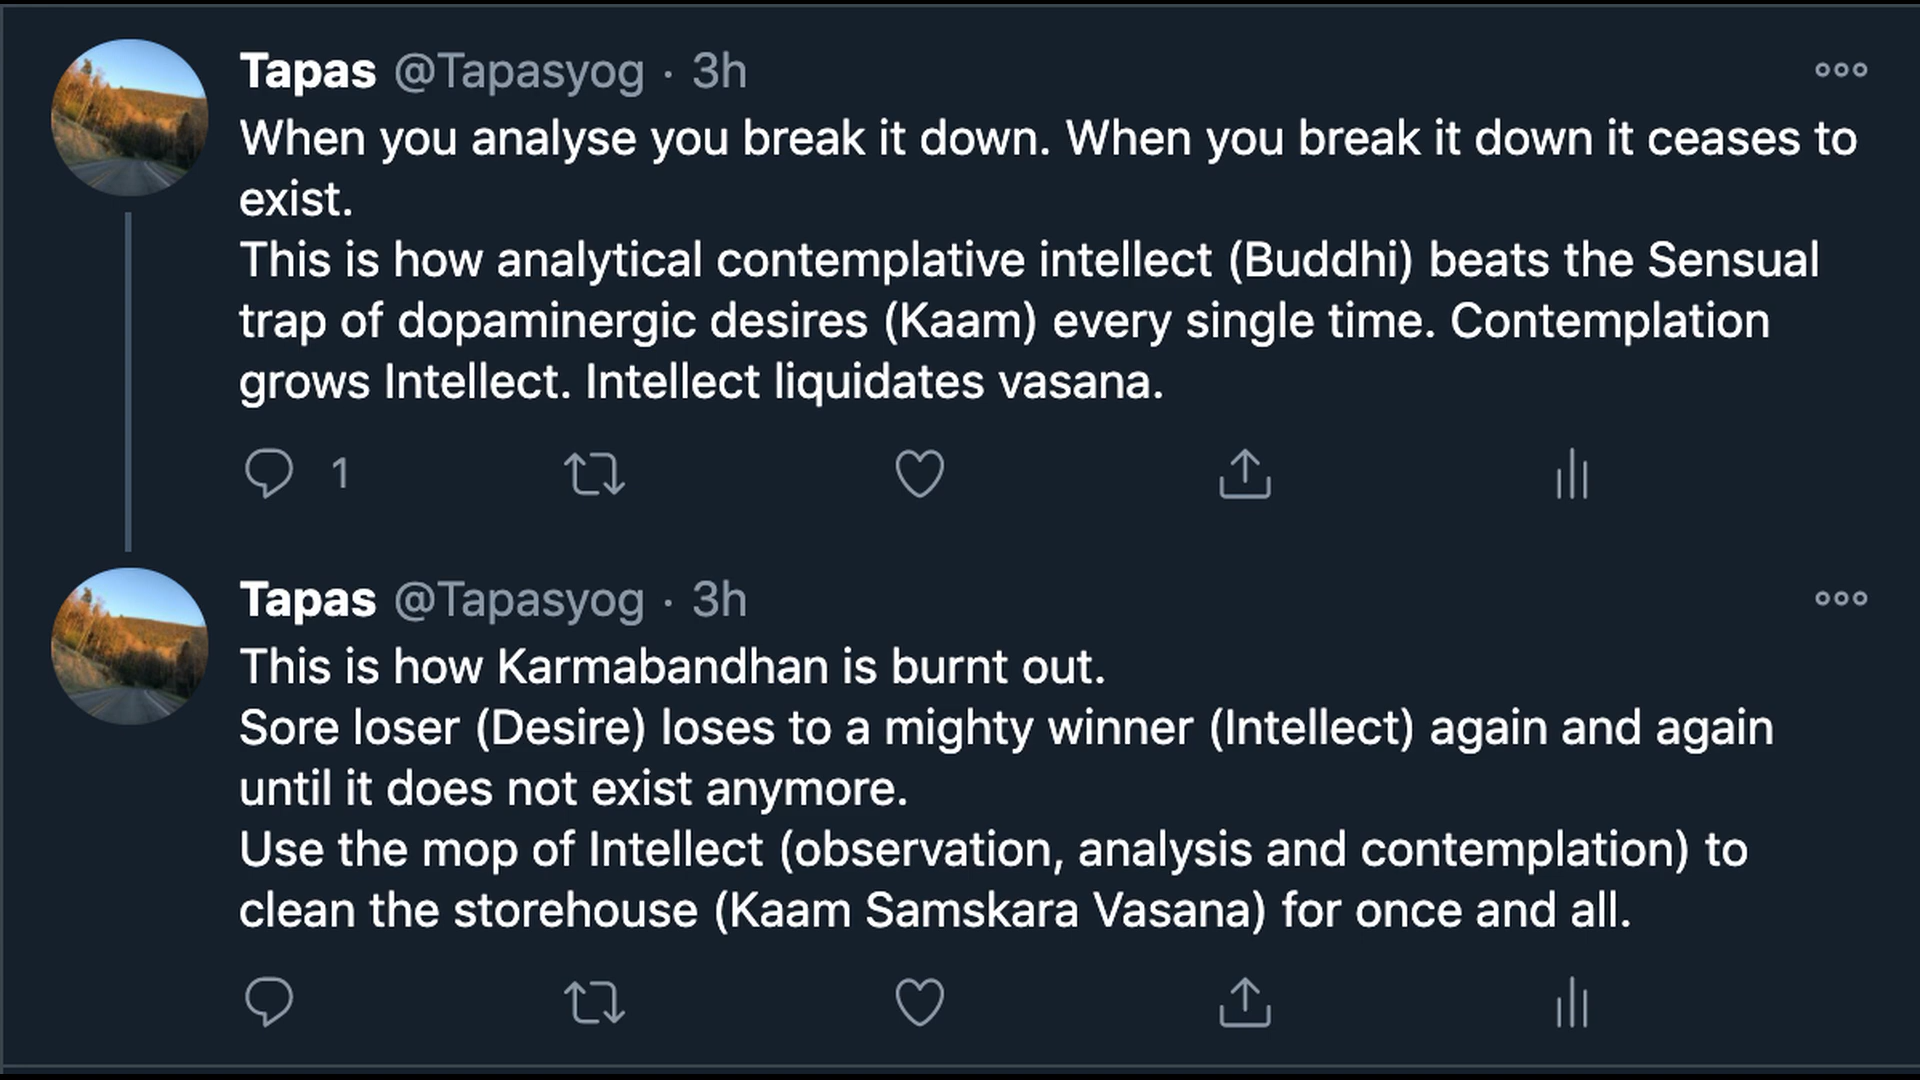 Tapas @Tapasyog · 3h
When you analyse you break it down. When you break it down it ceases to
exist.
This is how analytical contemplative intellect (Buddhi) beats the Sensual
trap of dopaminergic desires (Kaam) every single time. Contemplation
grows Intellect. Intellect liquidates vasana.
1
Tapas @Tapasyog · 3h
This is how Karmabandhan is burnt out.
Sore loser (Desire) loses to a mighty winner (Intellect) again and again
until it does not exist anymore.
Use the mop of Intellect (observation, analysis and contemplation) to
clean the storehouse (Kaam Samskara Vasana) for once and all.